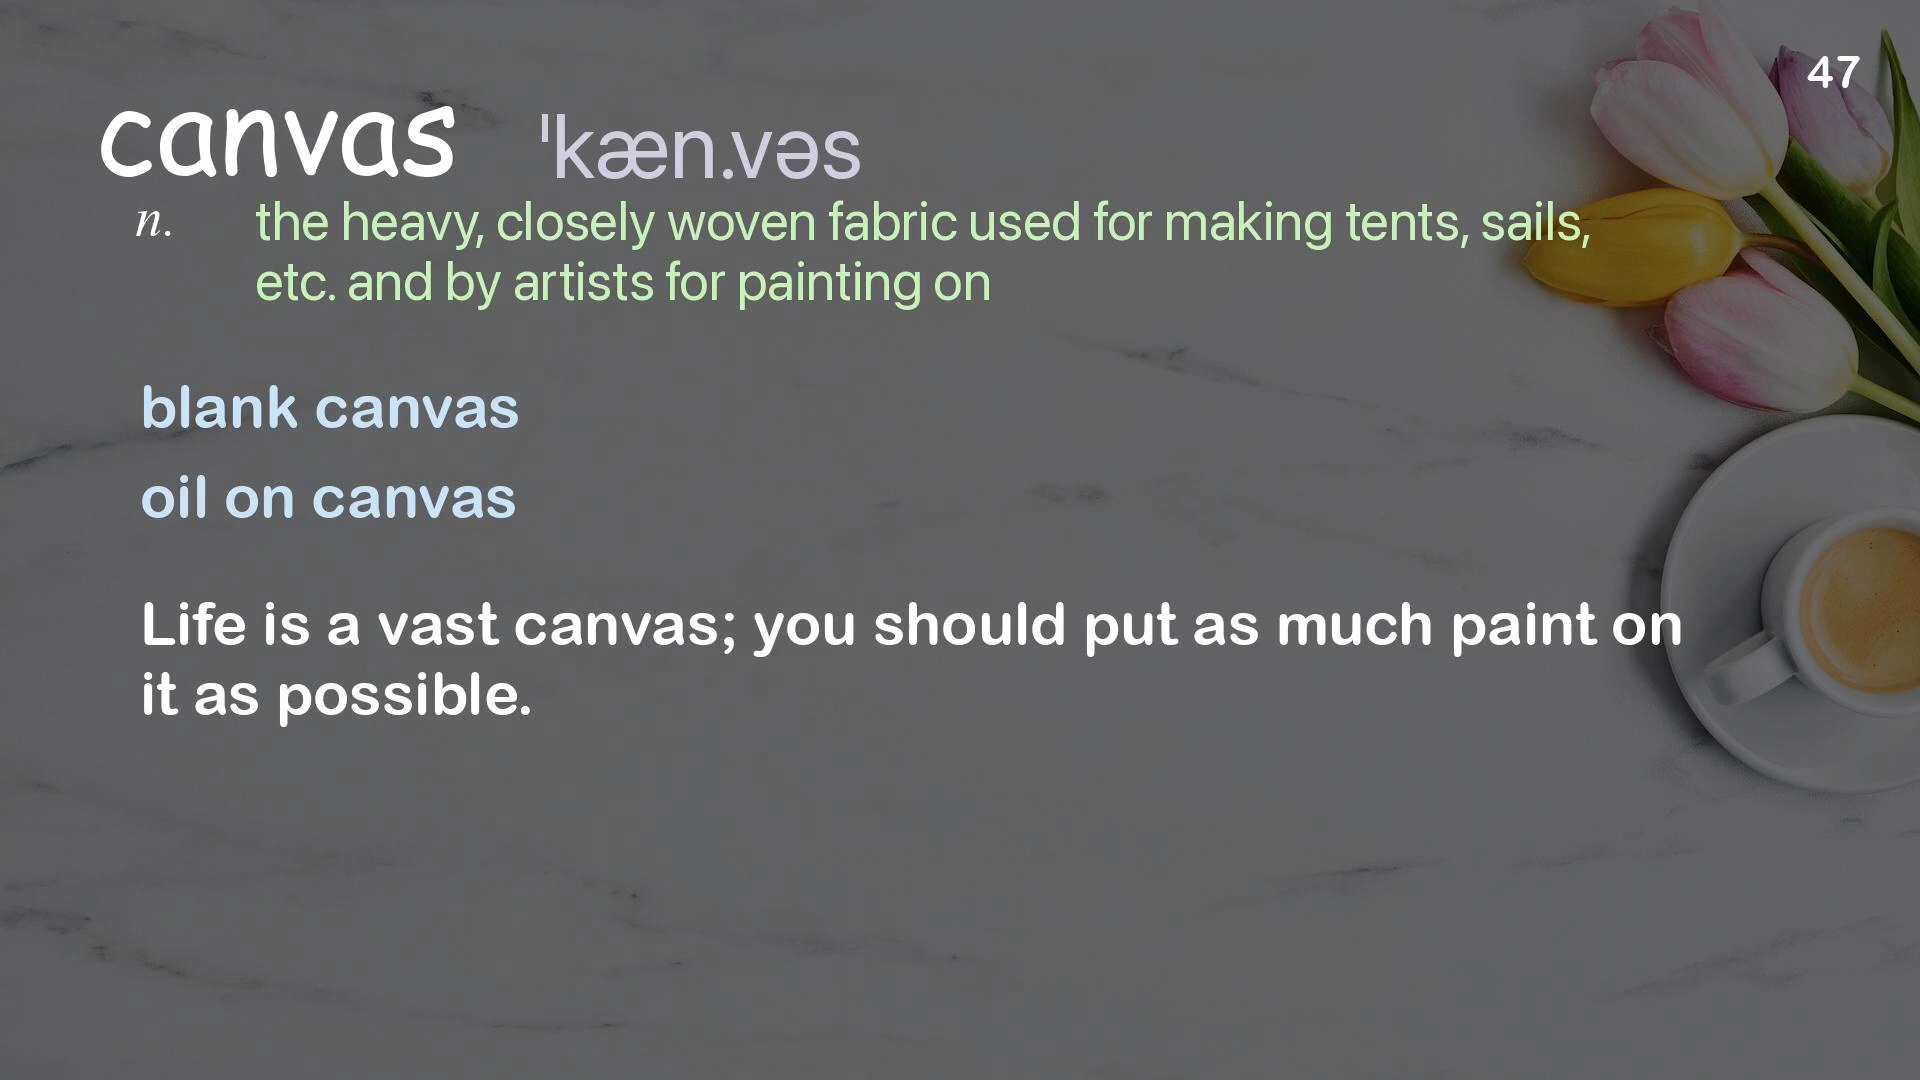 47
canvas ˈkæn.vəs
n. the heavy, closely woven fabric used for making tents, sails,
etc. and by artists for painting on
blank canvas
oil on canvas
Life is a vast canvas; you should put as much paint on
it as possible.